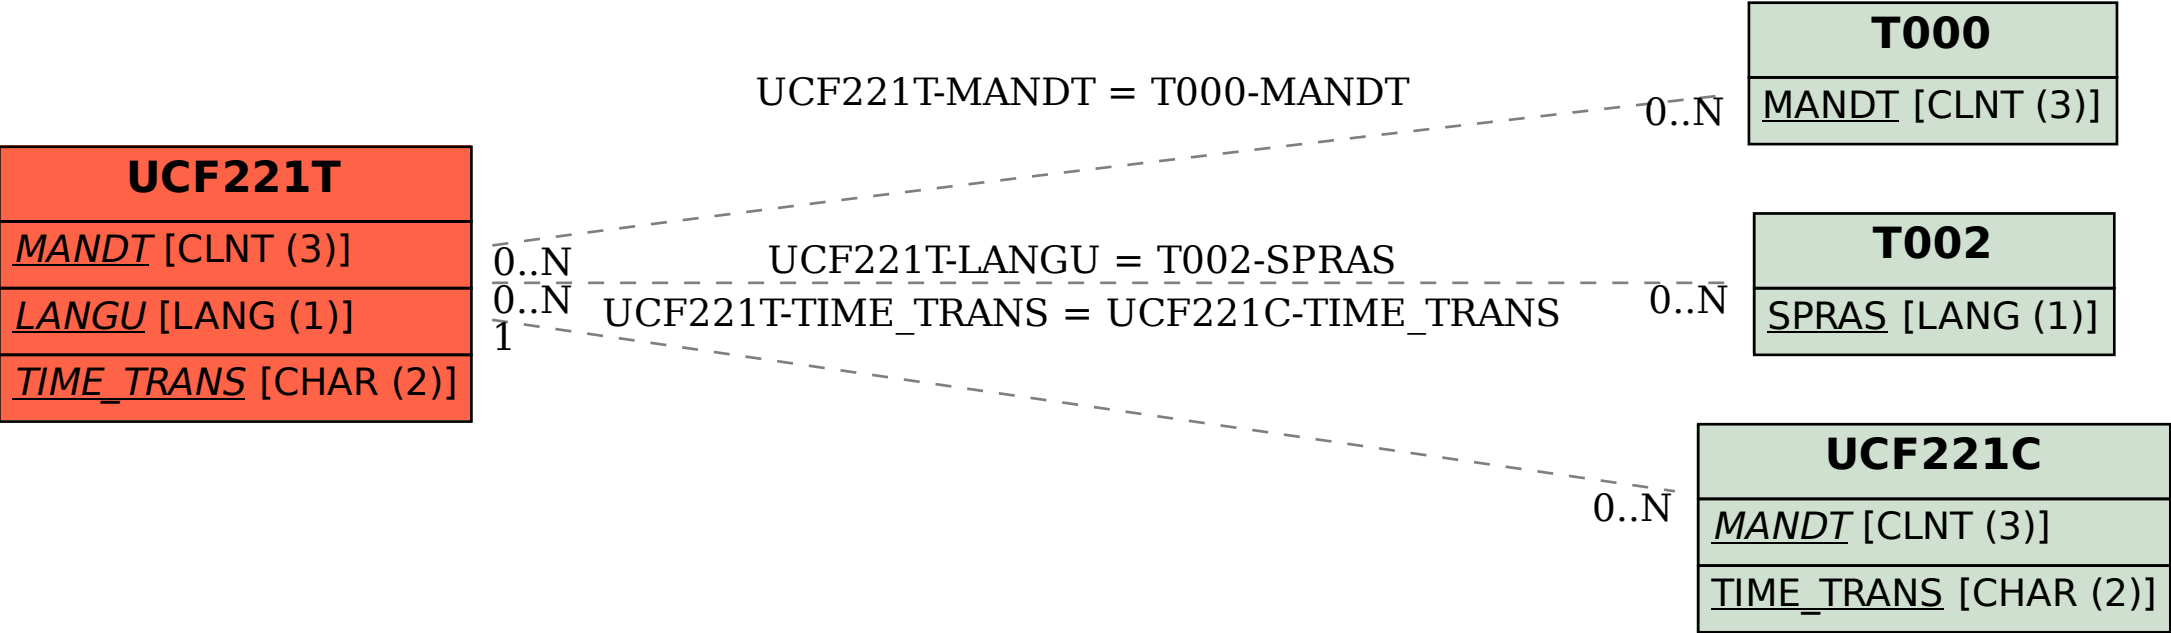 T000
MANDT [CLNT (3)]
UCF221T-MANDT = T000-MANDT
0..N
UCF221T
MANDT [CLNT (3)]
LANGU [LANG (1)]
TIME_TRANS [CHAR (2)]
0..N
UCF221T-LANGU = T002-SPRAS
0..N
0..N
UCF221T-TIME_TRANS = UCF221C-TIME_TRANS
1
T002
SPRAS [LANG (1)]
0..N
UCF221C
MANDT [CLNT (3)]
TIME_TRANS [CHAR (2)]